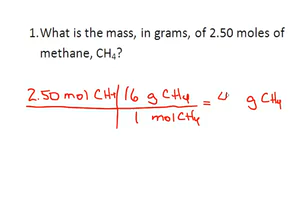 1.What is the mass, in grams, of 2.50 moles of
methane, CH₄?
2.50 mol CH4 | 16 g CH4 = 4 g CH4
1 mol CH4